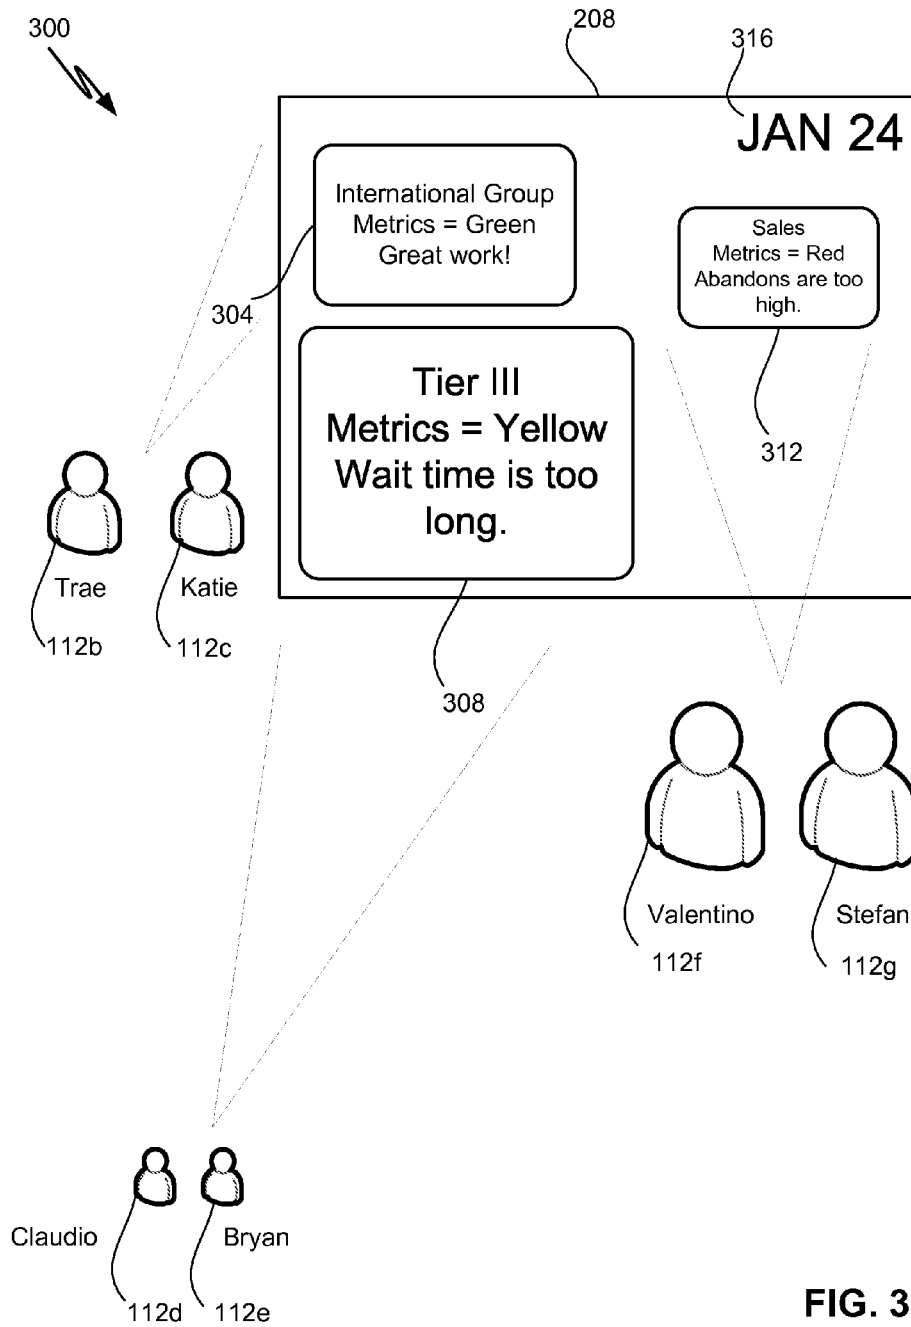 300
208
316
JAN 24
International Group
Metrics = Green
Great work!
Sales
Metrics = Red
Abandons are too
high.
304
Tier III
Metrics = Yellow
Wait time is too
long.
312
Trae
Katie
112b
112c
308
Valentino
Stefan
112f
112g
Claudio
Bryan
112d
112e
FIG. 3